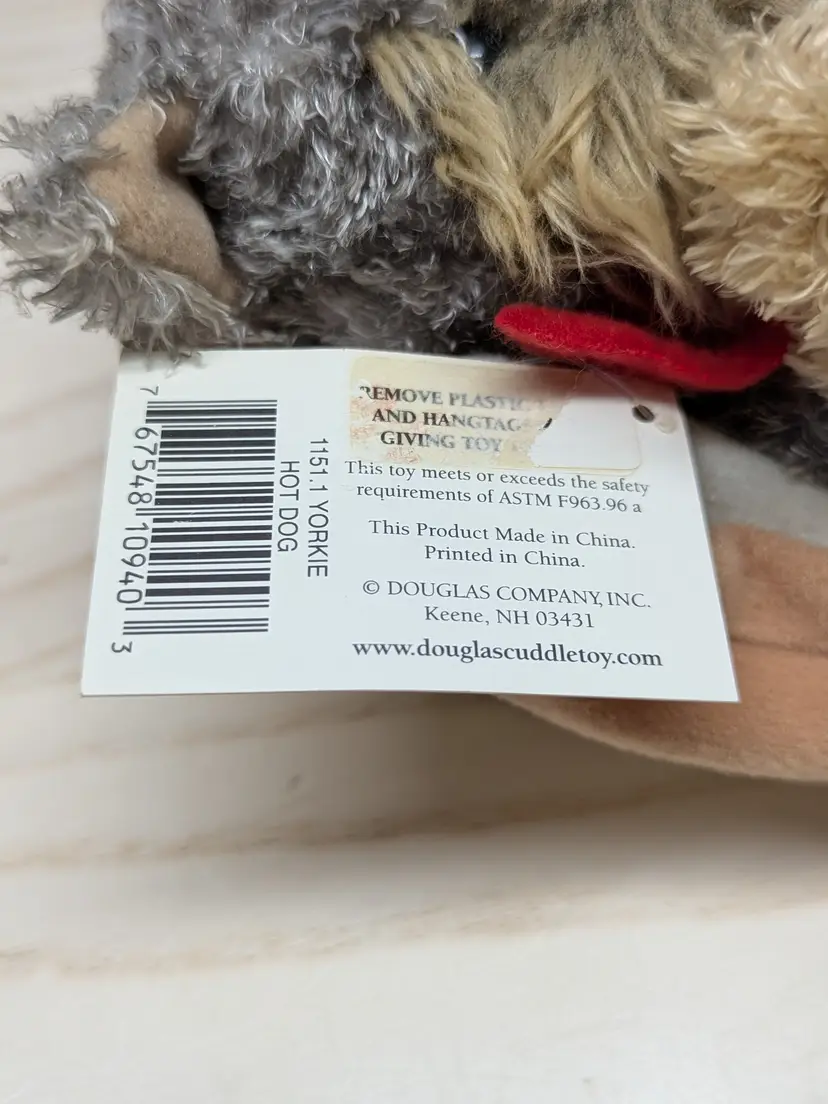 REMOVE PLASTIC
AND HANGTAG
GIVING TOY
This toy meets or exceeds the safety
requirements of ASTM F963.96 a
This Product Made in China.
Printed in China.
© DOUGLAS COMPANY, INC.
Keene, NH 03431
www.douglascuddletoy.com
1151.1 YORKIE
HOT DOG
7 67548 10940 3